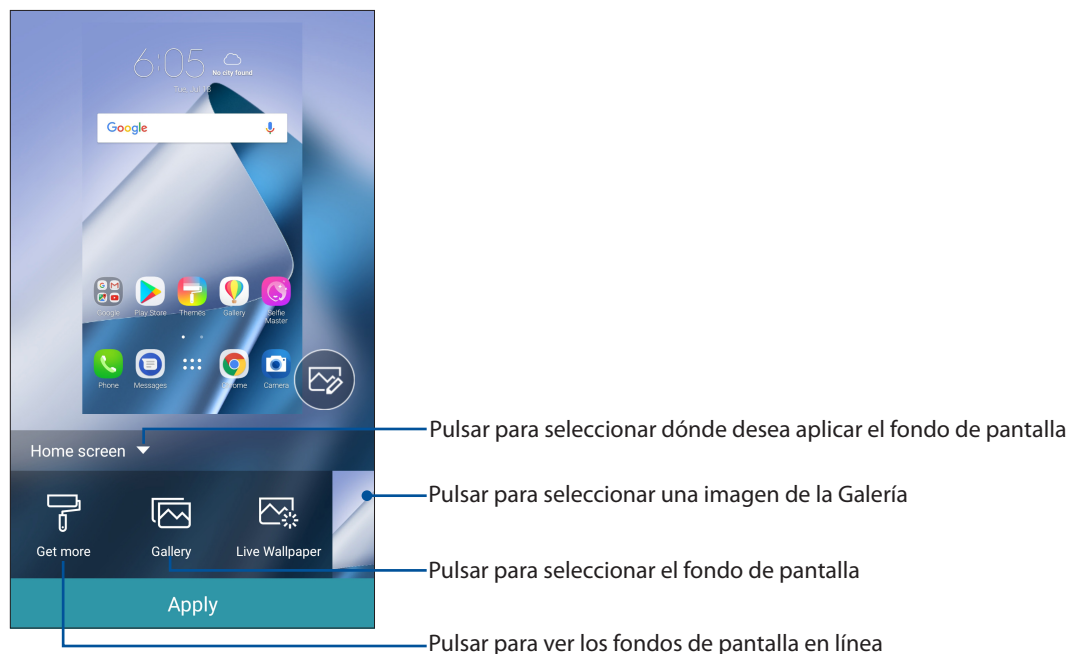 6:05
No city found
Tue, Jul 18
Google
Google
Play Store
Themes
Gallery
Selfie
Master
Phone
Messages
Chrome
Camera
Pulsar para seleccionar dónde desea aplicar el fondo de pantalla
Home screen
Pulsar para seleccionar una imagen de la Galería
Get more
Gallery
Live Wallpaper
Pulsar para seleccionar el fondo de pantalla
Apply
Pulsar para ver los fondos de pantalla en línea